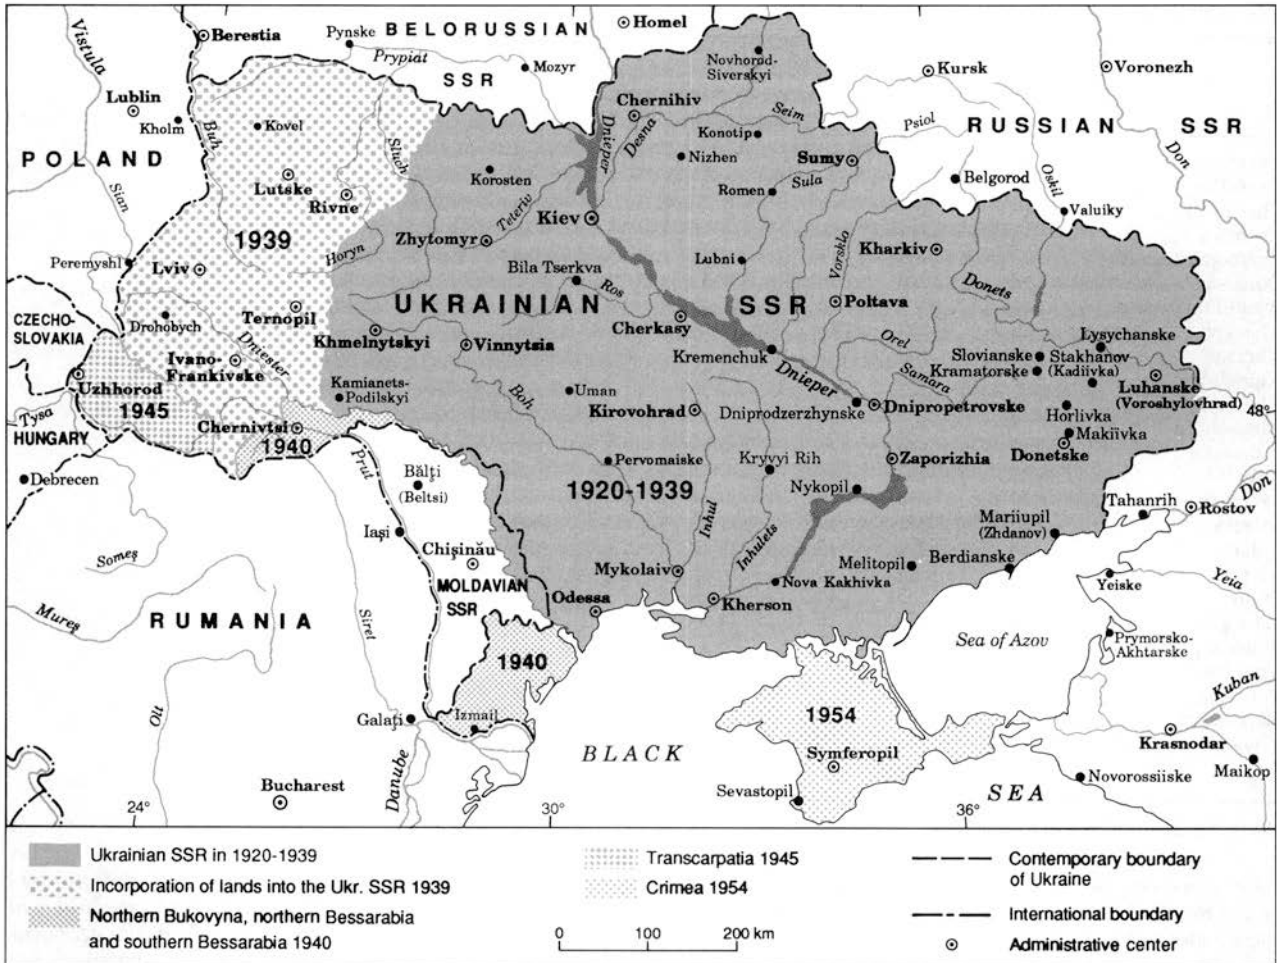 Vistula
Berestia
Pynske
BELORUSSIAN
SSR
Prypiat
Mozyr
Homel
Novhorod-
Siverskyi
Kursk
Voronezh
Lublin
Kholm
Buh
Kovel
Sluch
Chernihiv
Dnieper
Desna
Seim
Konotip
Nizhen
Psiol
RUSSIAN SSR
Don
POLAND
Sian
Lutske
Rivne
Korosten
Teteriv
Romen
Sumy
Sula
Belgorod
Oskil
Valuiky
1939
Horyn
Zhytomyr
Kiev
Peremyshl
Lviv
Bila Tserkva
Ros
Lubni
Vorsklo
Kharkiv
Donets
UKRAINIAN SSR
Poltava
CZECHO-
SLOVAKIA
Drohobych
Ternopil
Dniester
Khmelnytskyi
Vinnytsia
Cherkasy
Kremenchuk
Dnieper
Orel
Samara
Lysychanske
Slovianske
Stakhanov
(Kadiivka)
Kramatorske
Luhanske
(Voroshylovhrad)
Ivano-
Frankivske
Uzhhorod
1945
Kamianets-
Podilskyi
Boh
Uman
Kirovohrad
Dniprodzerzhynske
Dnipropetrovske
Horlivka
Makiivka
Donetske
48°
Tysa
HUNGARY
Debrecen
Chernivtsi
1940
Prut
Bălţi
(Beltsi)
Pervomaiske
1920-1939
Kryvyi Rih
Zaporizhia
Nykopil
Inhul
Inhulets
Mariiupil
(Zhdanov)
Tahanrih
Don
Rostov
Iaşi
Chişinău
MOLDAVIAN
SSR
Mykolaiv
Melitopil
Berdianske
Nova Kakhivka
Yeiske
Yeia
Someş
Mureş
RUMANIA
Siret
Odessa
Kherson
Sea of Azov
Prymorsko-
Akhtarske
Kuban
Olt
1940
Galaţi
Izmail
Danube
Bucharest
BLACK
SEA
1954
Symferopil
Sevastopil
Krasnodar
Novorossiiske
Maikop
24°
30°
36°
Ukrainian SSR in 1920-1939
Incorporation of lands into the Ukr. SSR 1939
Northern Bukovyna, northern Bessarabia
and southern Bessarabia 1940
Transcarpatia 1945
Crimea 1954
0 100 200 km
Contemporary boundary
of Ukraine
International boundary
Administrative center